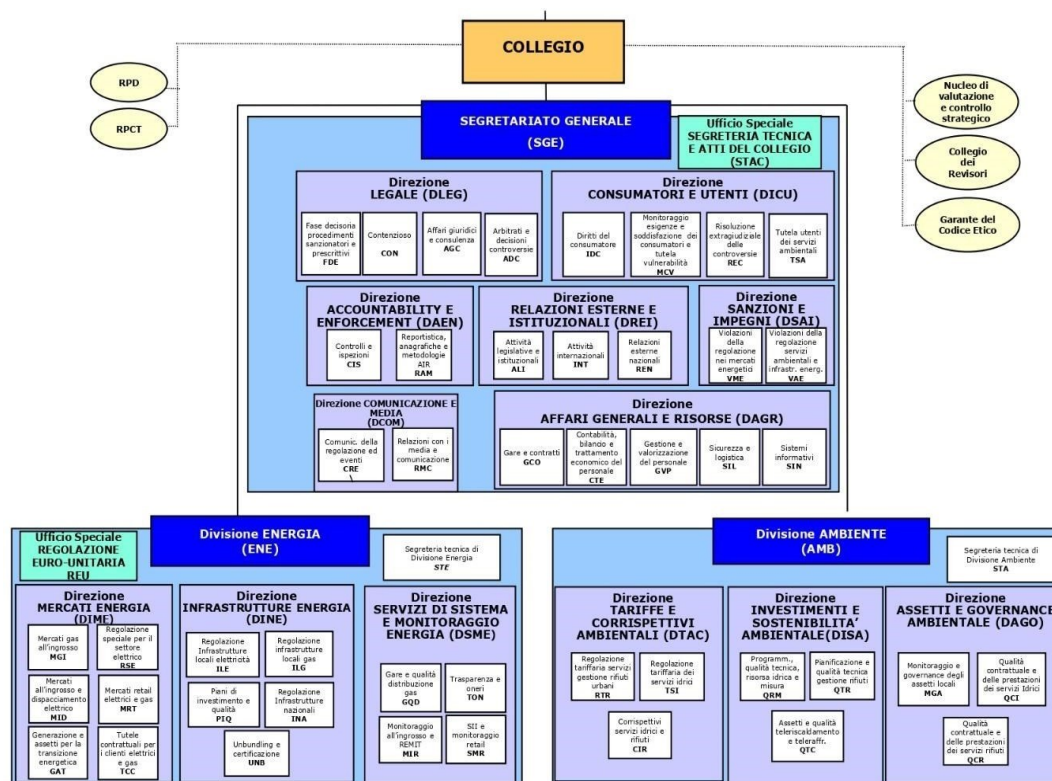 COLLEGIO
RPD
RPCT
Nucleo di
valutazione
e controllo
strategico
Collegio
dei
Revisori
Garante del
Codice Etico
SEGRETARIATO GENERALE
(SGE)
Ufficio Speciale
SEGRETERIA TECNICA
E ATTI DEL COLLEGIO
(STAC)
Direzione
LEGALE (DLEG)
Fase decisoria
procedimenti
sanzionatori e
prescrittivi
FDE
Contenzioso
CON
Affari giuridici
e consulenza
AGC
Arbitrati e
decisioni
controversie
ADC
Direzione
CONSUMATORI E UTENTI (DICU)
Diritti del
consumatore
IDC
Monitoraggio
esigenze e
soddisfazione dei
consumatori e
tutela
vulnerabilità
MCV
Risoluzione
extragiudiziale
delle
controversie
REC
Tutela utenti
dei servizi
ambientali
TSA
Direzione
ACCOUNTABILITY E
ENFORCEMENT (DAEN)
Controlli e
ispezioni
CIS
Reportistica,
anagrafiche e
metodologie
AIR
RAM
Direzione
RELAZIONI ESTERNE E
ISTITUZIONALI (DREI)
Attività
legislative e
istituzionali
ALI
Attività
internazionali
INT
Relazioni
esterne
nazionali
REN
Direzione
SANZIONI E
IMPEGNI (DSAI)
Violazioni
della
regolazione
nei mercati
energetici
VME
Violazioni della
regolazione
servizi
ambientali e
infrastr. energ.
VAE
Direzione COMUNICAZIONE E
MEDIA
(DCOM)
Comunic. della
regolazione ed
eventi
CRE
\
Relazioni con i
media e
comunicazione
RMC
Direzione
AFFARI GENERALI E RISORSE (DAGR)
Gare e contratti
GCO
Contabilità,
bilancio e
trattamento
economico del
personale
CTE
Gestione e
valorizzazione
del personale
GVP
Sicurezza e
logistica
SIL
Sistemi
informativi
SIN
Divisione ENERGIA
(ENE)
Ufficio Speciale
REGOLAZIONE
EURO-UNITARIA
REU
Segreteria tecnica di
Divisione Energia
STE
Direzione
MERCATI ENERGIA
(DIME)
Mercati gas
all'ingrosso
MGI
Regolazione
speciale per il
settore
elettrico
RSE
Mercati
all'ingrosso e
dispacciamento
elettrico
MID
Mercati retail
elettrici e gas
MRT
Generazione e
assetti per la
transizione
energetica
GAT
Tutele
contrattuali per
i clienti elettrici
e gas
TCC
Direzione
INFRASTRUTTURE ENERGIA
(DINE)
Regolazione
Infrastrutture
locali elettricità
ILE
Regolazione
infrastrutture
locali gas
ILG
Piani di
investimento e
qualità
PIQ
Regolazione
Infrastrutture
nazionali
INA
Unbundling e
certificazione
UNB
Direzione
SERVIZI DI SISTEMA
E MONITORAGGIO
ENERGIA (DSME)
Gare e qualità
distribuzione
gas
GQD
Trasparenza e
oneri
TON
Monitoraggio
all'ingrosso e
REMIT
MIR
SII e
monitoraggio
retail
SMR
Divisione AMBIENTE
(AMB)
Segreteria tecnica di
Divisione Ambiente
STA
Direzione
TARIFFE E
CORRISPETTIVI
AMBIENTALI (DTAC)
Regolazione
tariffaria servizi
gestione rifiuti
urbani
RTR
Regolazione
tariffaria dei
servizi idrici
TSI
Corrispettivi
servizi idrici e
rifiuti
CIR
Direzione
INVESTIMENTI E
SOSTENIBILITA'
AMBIENTALE(DISA)
Programm.,
qualità tecnica,
risorsa idrica e
misura
QRM
Pianificazione e
qualità tecnica
gestione rifiuti
QTR
Assetti e qualità
teleriscaldamento
e teleraffr.
QTC
Direzione
ASSETTI E GOVERNANCE
AMBIENTALE (DAGO)
Monitoraggio e
governance degli
assetti locali
MGA
Qualità
contrattuale e
delle prestazioni
dei servizi Idrici
QCI
Qualità
contrattuale e
delle prestazioni
dei servizi rifiuti
QCR